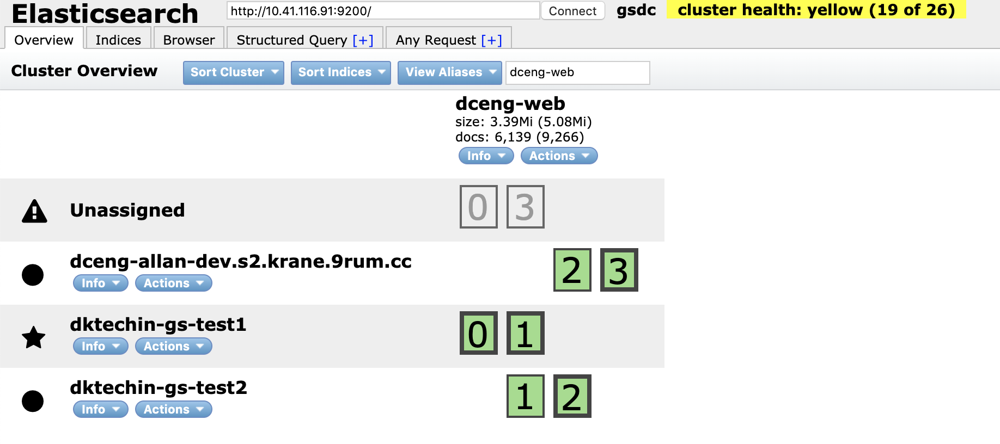 Elasticsearch http://10.41.116.91:9200/ Connect gsdc cluster health: yellow (19 of 26)
Overview Indices Browser Structured Query [+] Any Request [+]
Cluster Overview Sort Cluster Sort Indices View Aliases dceng-web
dceng-web
size: 3.39Mi (5.08Mi)
docs: 6,139 (9,266)
Info Actions
Unassigned 0 3
dceng-allan-dev.s2.krane.9rum.cc 2 3
Info Actions
dktechin-gs-test1 0 1
Info Actions
dktechin-gs-test2 1 2
Info Actions